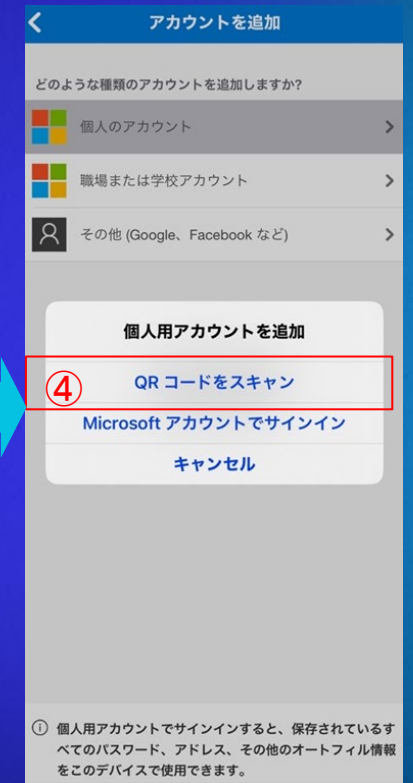 アカウントを追加
どのような種類のアカウントを追加しますか?
個人のアカウント
職場または学校アカウント
その他 (Google、Facebook など)
個人用アカウントを追加
④ QR コードをスキャン
Microsoft アカウントでサインイン
キャンセル
個人用アカウントでサインインすると、保存されているす
べてのパスワード、アドレス、その他のオートフィル情報
をこのデバイスで使用できます。